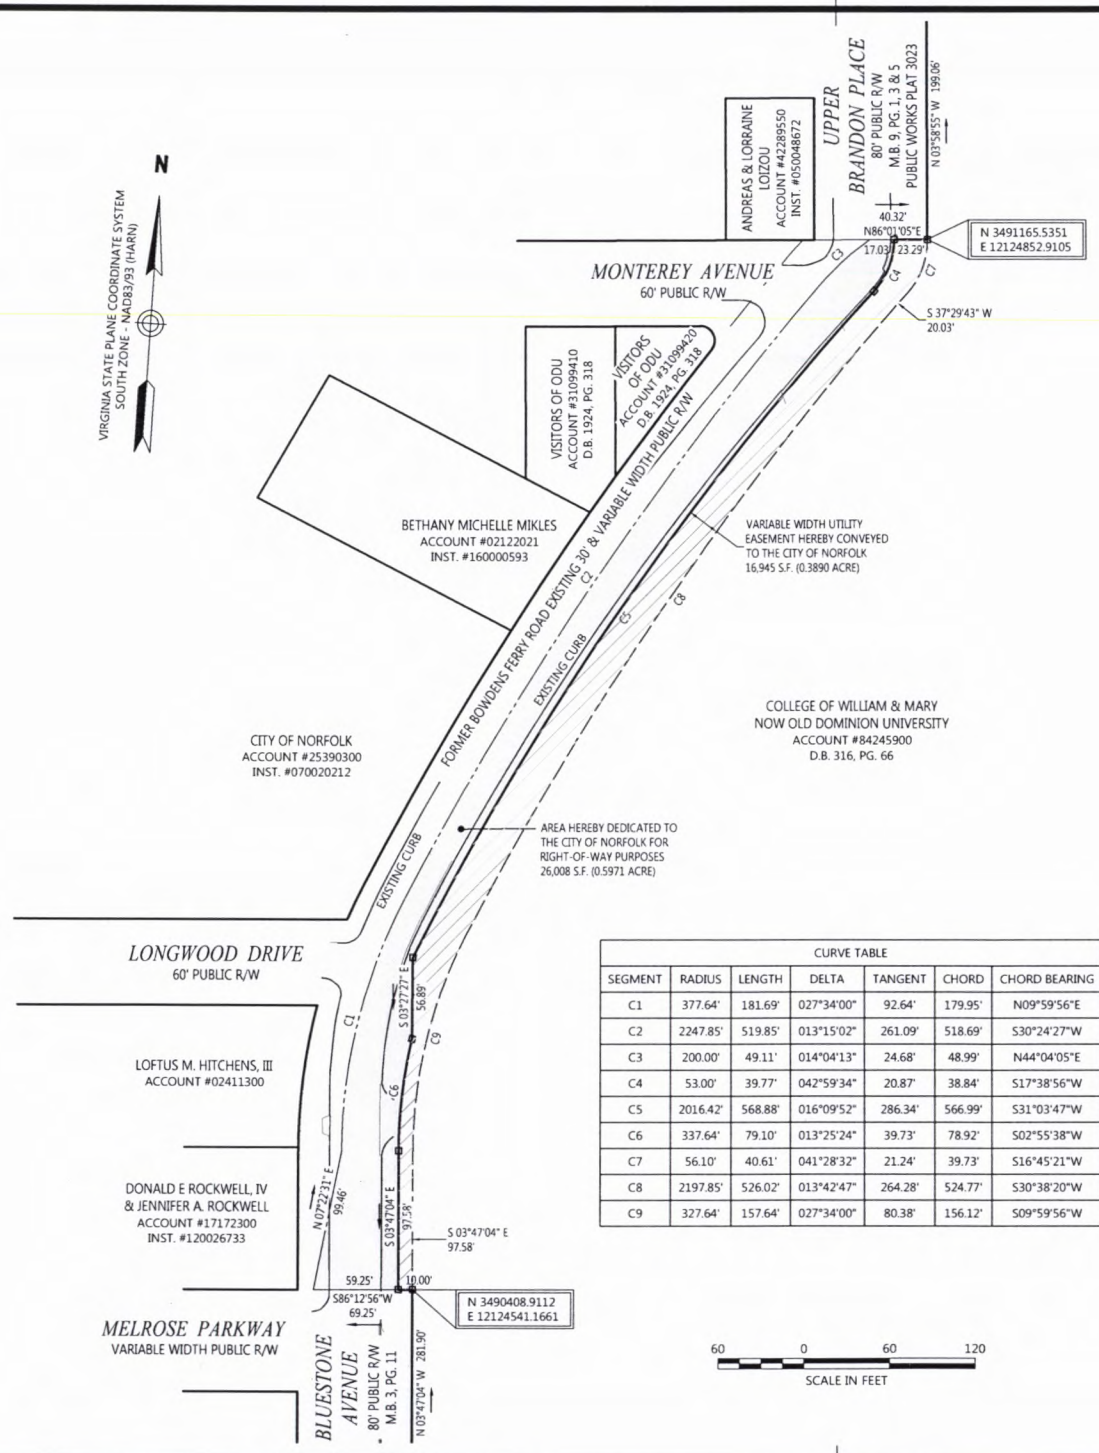 N
VIRGINIA STATE PLANE COORDINATE SYSTEM
SOUTH ZONE - NAD83/93 (HARN)
ANDREAS & LORRAINE
LOIZOU
ACCOUNT #42289550
INST. #050048672
UPPER
BRANDON PLACE
80' PUBLIC R/W
M.B. 9, PG. 1, 3 & 5
PUBLIC WORKS PLAT 3023
N 03°58'55" W 199.06'
40.32'
N86°01'05"E
17.03' 23.29'
N 3491165.5351
E 12124852.9105
C3
C4
C7
MONTEREY AVENUE
60' PUBLIC R/W
S 37°29'43" W
20.03'
VISITORS OF ODU
ACCOUNT #31099410
D.B. 1924, PG. 318
VISITORS
OF ODU
ACCOUNT #31099420
D.B. 1924, PG. 318
BETHANY MICHELLE MIKLES
ACCOUNT #02122021
INST. #160000593
FORMER BOWDENS FERRY ROAD EXISTING 30' & VARIABLE WIDTH PUBLIC R/W
C2
VARIABLE WIDTH UTILITY
EASEMENT HEREBY CONVEYED
TO THE CITY OF NORFOLK
16,945 S.F. (0.3890 ACRE)
C8
C5
EXISTING CURB
COLLEGE OF WILLIAM & MARY
NOW OLD DOMINION UNIVERSITY
ACCOUNT #84245900
D.B. 316, PG. 66
CITY OF NORFOLK
ACCOUNT #25390300
INST. #070020212
AREA HEREBY DEDICATED TO
THE CITY OF NORFOLK FOR
RIGHT-OF-WAY PURPOSES
26,008 S.F. (0.5971 ACRE)
EXISTING CURB
LONGWOOD DRIVE
60' PUBLIC R/W
S 03°27'27" E
56.89'
C1
C9
C6
LOFTUS M. HITCHENS, III
ACCOUNT #02411300
DONALD E ROCKWELL, IV
& JENNIFER A. ROCKWELL
ACCOUNT #17172300
INST. #120026733
N 07°22'31" E
99.46'
S 03°47'04" E
97.58'
S 03°47'04" E
97.58'
59.25' 10.00'
S86°12'56"W
69.25'
N 3490408.9112
E 12124541.1661
MELROSE PARKWAY
VARIABLE WIDTH PUBLIC R/W
BLUESTONE
AVENUE
80' PUBLIC R/W
M.B. 3, PG. 11
N 03°47'04" W 281.90'
CURVE TABLE
SEGMENT RADIUS LENGTH DELTA TANGENT CHORD CHORD BEARING
C1 377.64' 181.69' 027°34'00" 92.64' 179.95' N09°59'56"E
C2 2247.85' 519.85' 013°15'02" 261.09' 518.69' S30°24'27"W
C3 200.00' 49.11' 014°04'13" 24.68' 48.99' N44°04'05"E
C4 53.00' 39.77' 042°59'34" 20.87' 38.84' S17°38'56"W
C5 2016.42' 568.88' 016°09'52" 286.34' 566.99' S31°03'47"W
C6 337.64' 79.10' 013°25'24" 39.73' 78.92' S02°55'38"W
C7 56.10' 40.61' 041°28'32" 21.24' 39.73' S16°45'21"W
C8 2197.85' 526.02' 013°42'47" 264.28' 524.77' S30°38'20"W
C9 327.64' 157.64' 027°34'00" 80.38' 156.12' S09°59'56"W
60 0 60 120
SCALE IN FEET